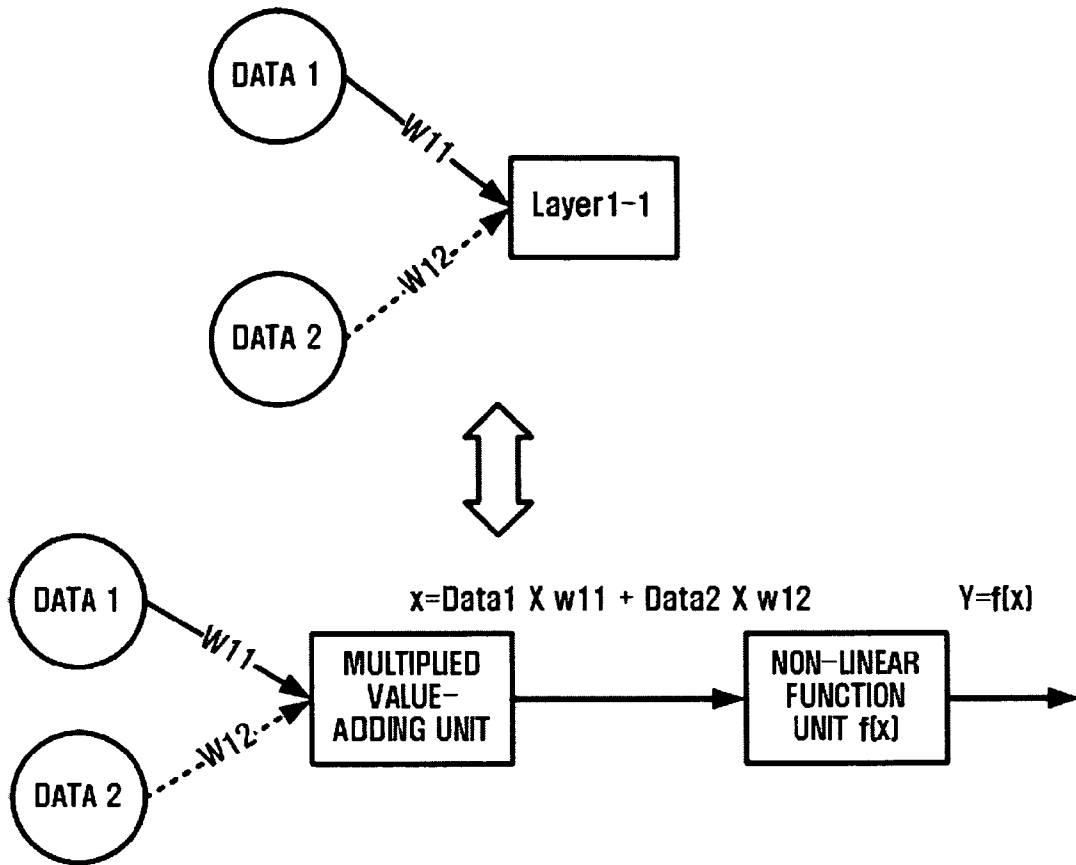 DATA 1
W11
Layer1-1
W12
DATA 2
x=Data1 X w11 + Data2 X w12
Y=f(x)
DATA 1
W11
MULTIPLIED
VALUE-
ADDING UNIT
NON-LINEAR
FUNCTION
UNIT f(x)
W12
DATA 2